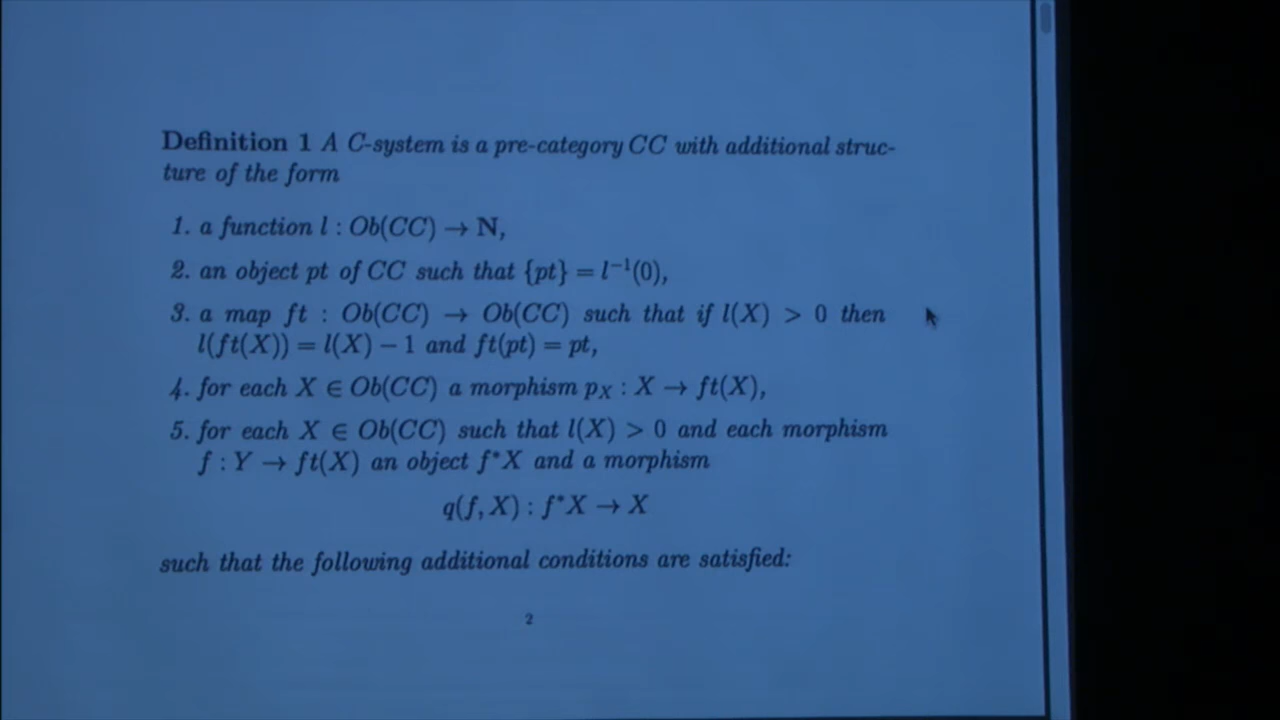 Definition 1 A C-system is a pre-category CC with additional struc-
ture of the form
1. a function l : Ob(CC) → N,
2. an object pt of CC such that {pt} = l⁻¹(0),
3. a map ft : Ob(CC) → Ob(CC) such that if l(X) > 0 then
l(ft(X)) = l(X) − 1 and ft(pt) = pt,
4. for each X ∈ Ob(CC) a morphism p_X : X → ft(X),
5. for each X ∈ Ob(CC) such that l(X) > 0 and each morphism
f : Y → ft(X) an object f*X and a morphism
q(f, X) : f*X → X
such that the following additional conditions are satisfied:
2